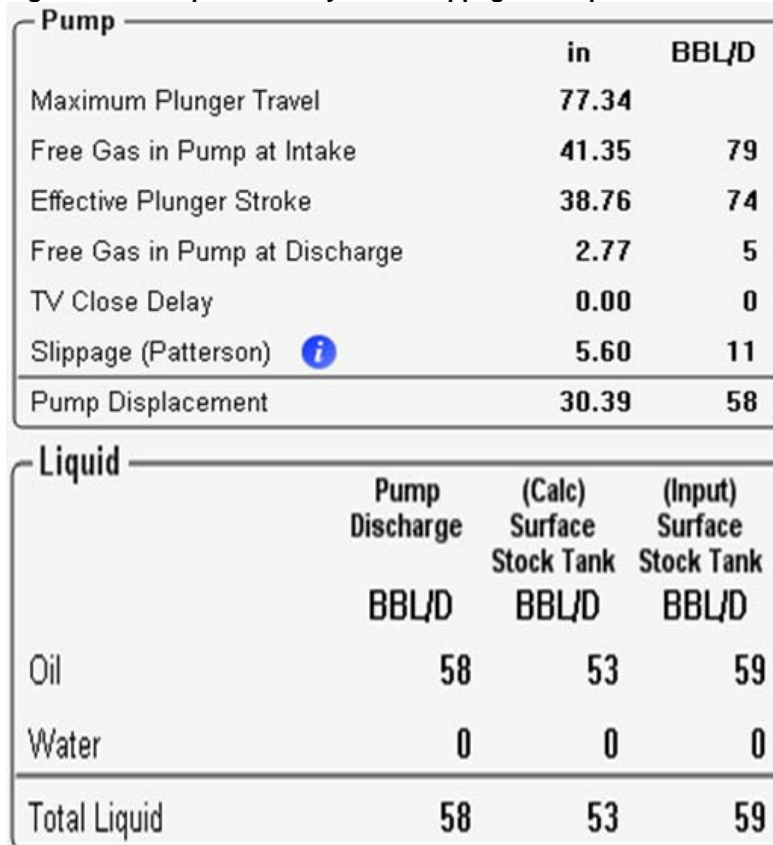 Pump
in BBL/D
Maximum Plunger Travel 77.34
Free Gas in Pump at Intake 41.35 79
Effective Plunger Stroke 38.76 74
Free Gas in Pump at Discharge 2.77 5
TV Close Delay 0.00 0
Slippage (Patterson) i 5.60 11
Pump Displacement 30.39 58
Liquid
Pump (Calc) (Input)
Discharge Surface Surface
Stock Tank Stock Tank
BBL/D BBL/D BBL/D
Oil 58 53 59
Water 0 0 0
Total Liquid 58 53 59